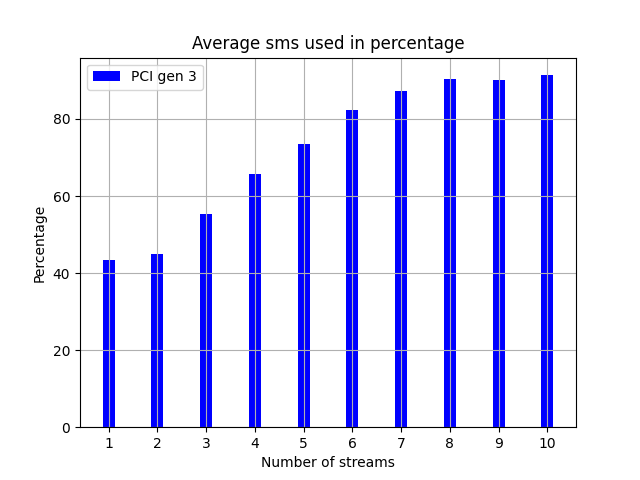 Average sms used in percentage
PCI gen 3
Percentage
80
60
40
20
0
1 2 3 4 5 6 7 8 9 10
Number of streams